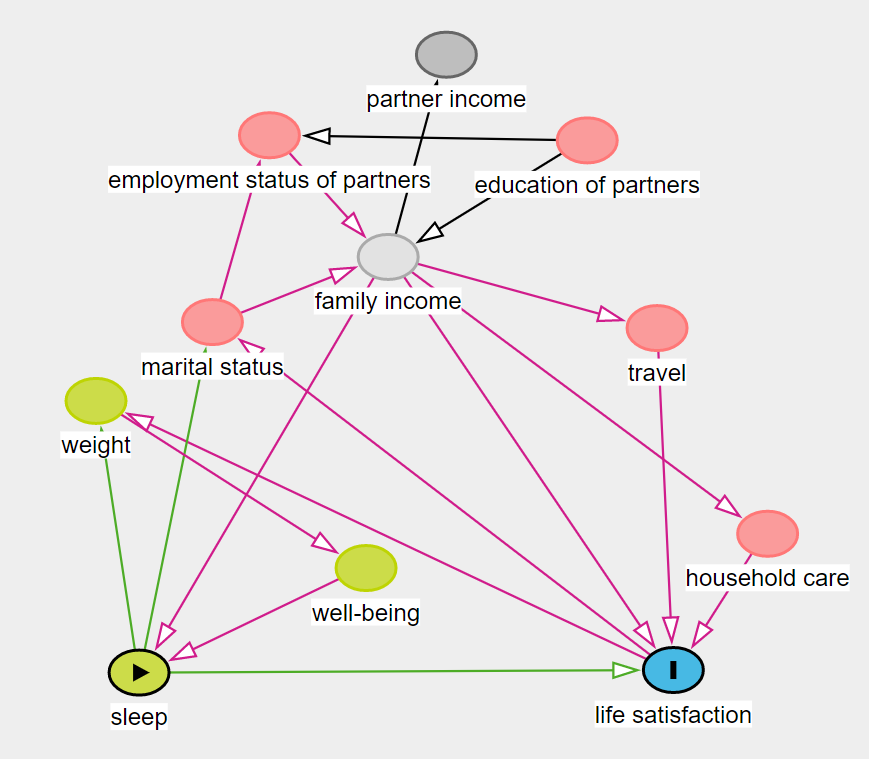 partner income
employment status of partners
education of partners
family income
marital status
travel
weight
household care
well-being
sleep
life satisfaction